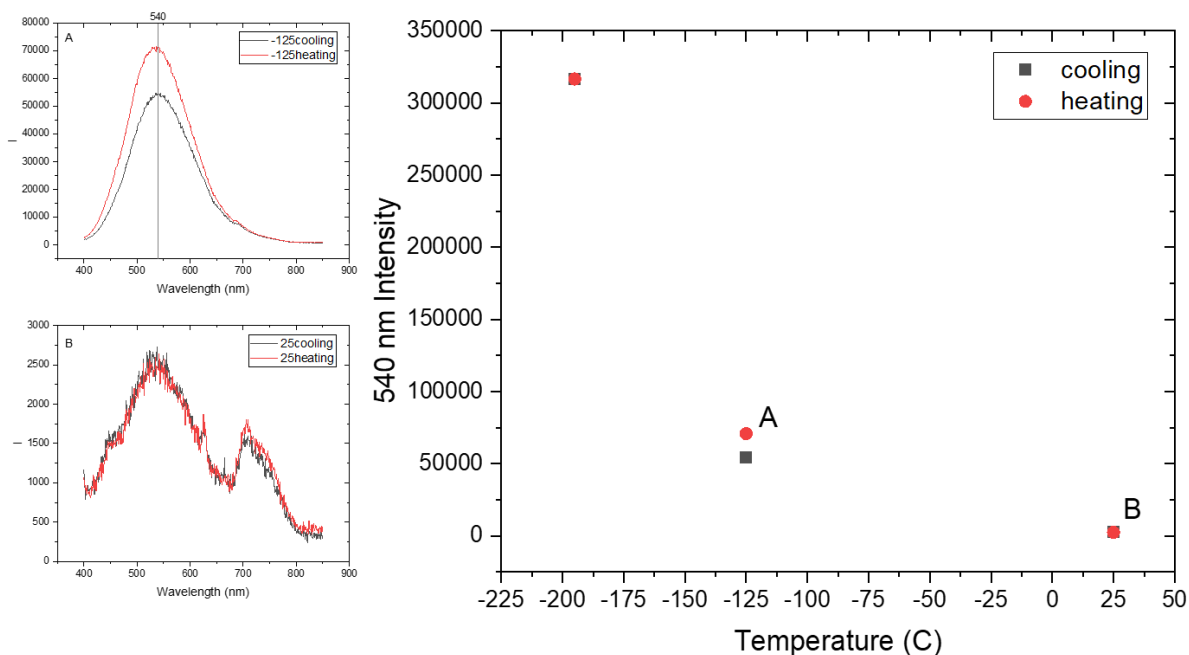 540
A
-125cooling
-125heating
80000
70000
60000
50000
40000
30000
20000
10000
0
I
400 500 600 700 800 900
Wavelength (nm)
B
25cooling
25heating
3000
2500
2000
1500
1000
500
0
I
400 500 600 700 800 900
Wavelength (nm)
350000
300000
250000
200000
150000
100000
50000
0
540 nm Intensity
cooling
heating
A
B
-225 -200 -175 -150 -125 -100 -75 -50 -25 0 25 50
Temperature (C)